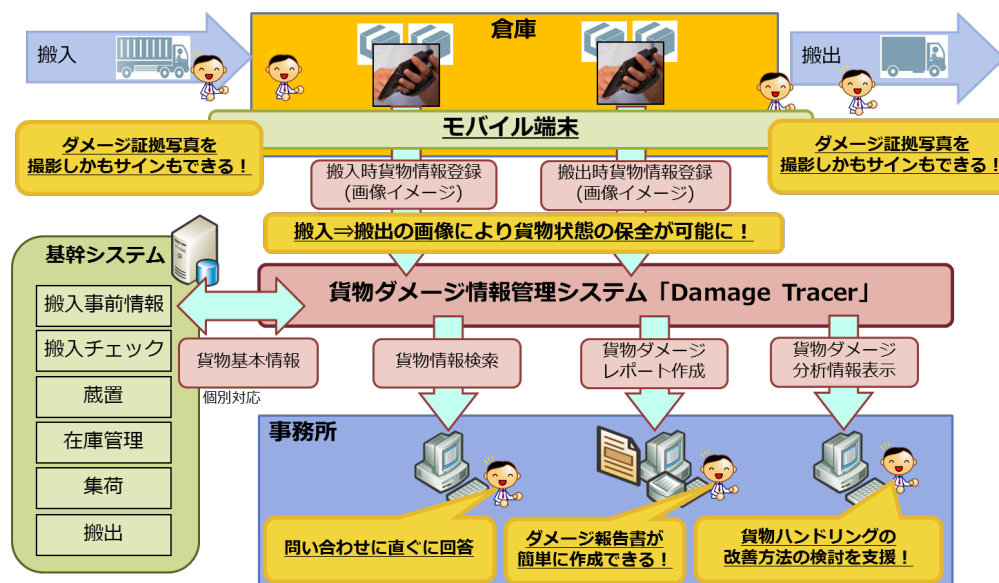 倉庫
搬入
搬出
モバイル端末
ダメージ証拠写真を
撮影しかもサインもできる！
ダメージ証拠写真を
撮影しかもサインもできる！
搬入時貨物情報登録
(画像イメージ)
搬出時貨物情報登録
(画像イメージ)
搬入⇒搬出の画像により貨物状態の保全が可能に！
基幹システム
搬入事前情報
搬入チェック
蔵置
在庫管理
集荷
搬出
貨物ダメージ情報管理システム「Damage Tracer」
貨物基本情報
個別対応
貨物情報検索
貨物ダメージ
レポート作成
貨物ダメージ
分析情報表示
事務所
問い合わせに直ぐに回答
ダメージ報告書が
簡単に作成できる！
貨物ハンドリングの
改善方法の検討を支援！